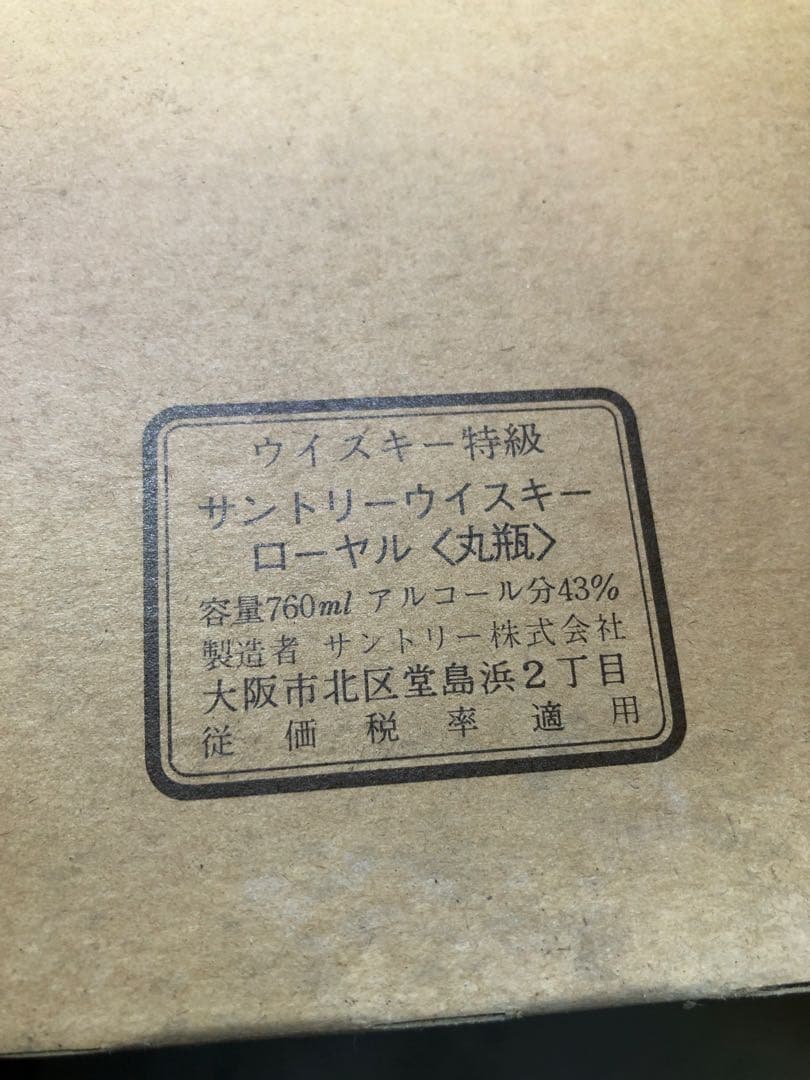 ウイスキー特級
サントリーウイスキー
ローヤル〈丸瓶〉
容量760ml アルコール分43%
製造者 サントリー株式会社
大阪市北区堂島浜2丁目
従価税率適用